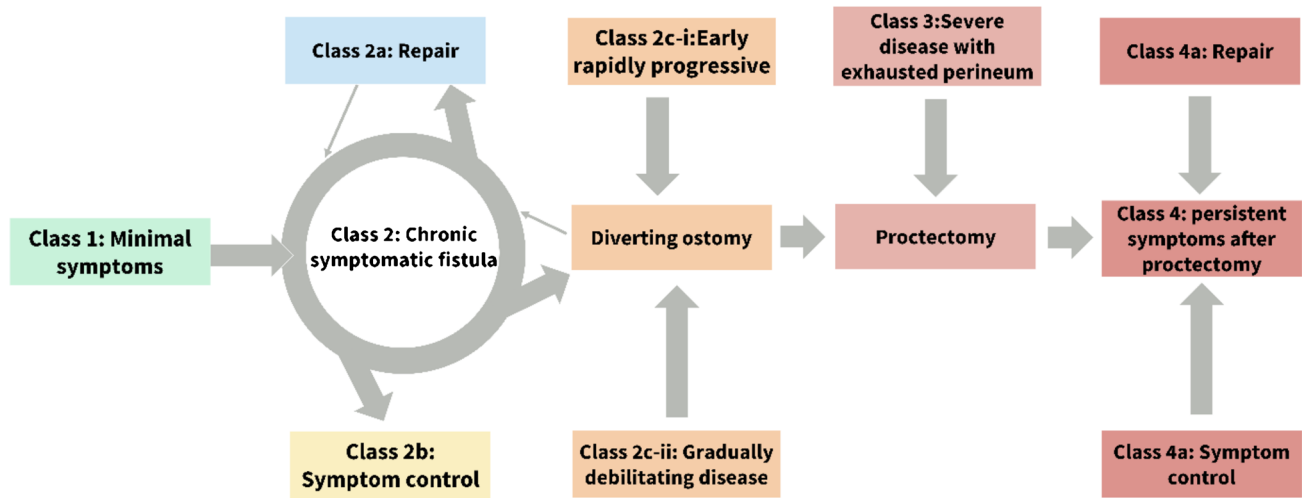 Class 2a: Repair
Class 2c-i:Early
rapidly progressive
Class 3:Severe
disease with
exhausted perineum
Class 4a: Repair
Class 1: Minimal
symptoms
Class 2: Chronic
symptomatic fistula
Diverting ostomy
Proctectomy
Class 4: persistent
symptoms after
proctectomy
Class 2b:
Symptom control
Class 2c-ii: Gradually
debilitating disease
Class 4a: Symptom
control